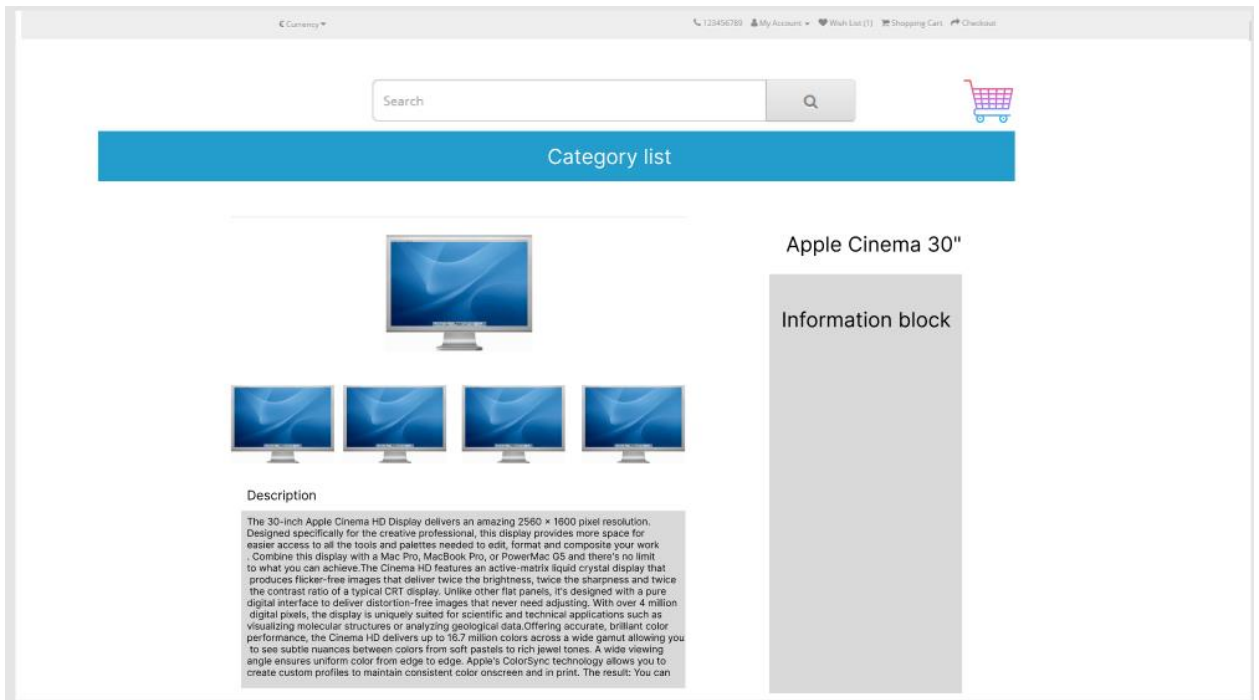 € Currency
123456789 My Account Wish List (1) Shopping Cart Checkout
Search
Category list
Apple Cinema 30"
Information block
Description
The 30-inch Apple Cinema HD Display delivers an amazing 2560 × 1600 pixel resolution.
Designed specifically for the creative professional, this display provides more space for
easier access to all the tools and palettes needed to edit, format and composite your work
. Combine this display with a Mac Pro, MacBook Pro, or PowerMac G5 and there's no limit
to what you can achieve.The Cinema HD features an active-matrix liquid crystal display that
produces flicker-free images that deliver twice the brightness, twice the sharpness and twice
the contrast ratio of a typical CRT display. Unlike other flat panels, it's designed with a pure
digital interface to deliver distortion-free images that never need adjusting. With over 4 million
digital pixels, the display is uniquely suited for scientific and technical applications such as
visualizing molecular structures or analyzing geological data.Offering accurate, brilliant color
performance, the Cinema HD delivers up to 16.7 million colors across a wide gamut allowing you
to see subtle nuances between colors from soft pastels to rich jewel tones. A wide viewing
angle ensures uniform color from edge to edge. Apple's ColorSync technology allows you to
create custom profiles to maintain consistent color onscreen and in print. The result: You can